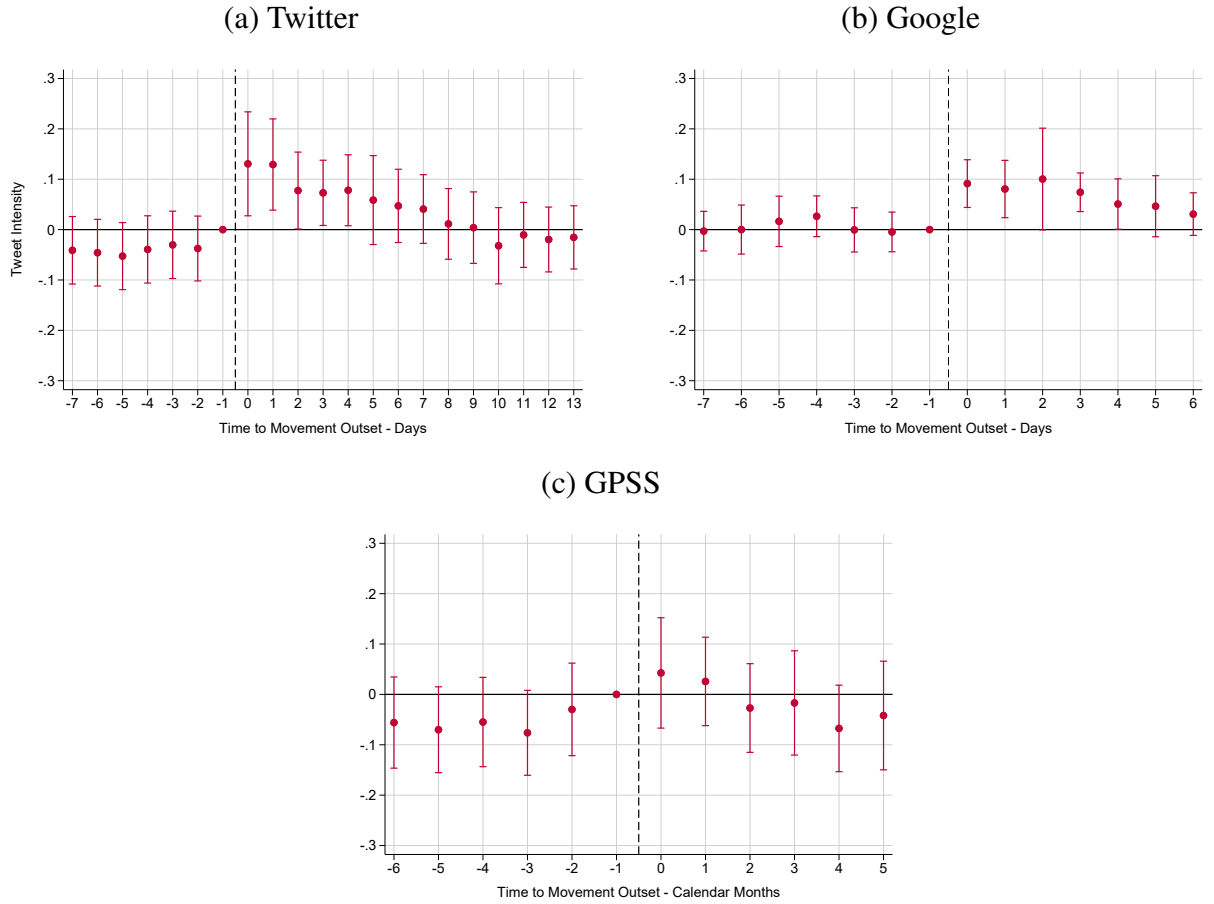 (a) Twitter
.3
.2
.1
0
-.1
-.2
-.3
Tweet Intensity
-7 -6 -5 -4 -3 -2 -1 0 1 2 3 4 5 6 7 8 9 10 11 12 13
Time to Movement Outset - Days
(b) Google
.3
.2
.1
0
-.1
-.2
-.3
-7 -6 -5 -4 -3 -2 -1 0 1 2 3 4 5 6
Time to Movement Outset - Days
(c) GPSS
.3
.2
.1
0
-.1
-.2
-.3
-6 -5 -4 -3 -2 -1 0 1 2 3 4 5
Time to Movement Outset - Calendar Months